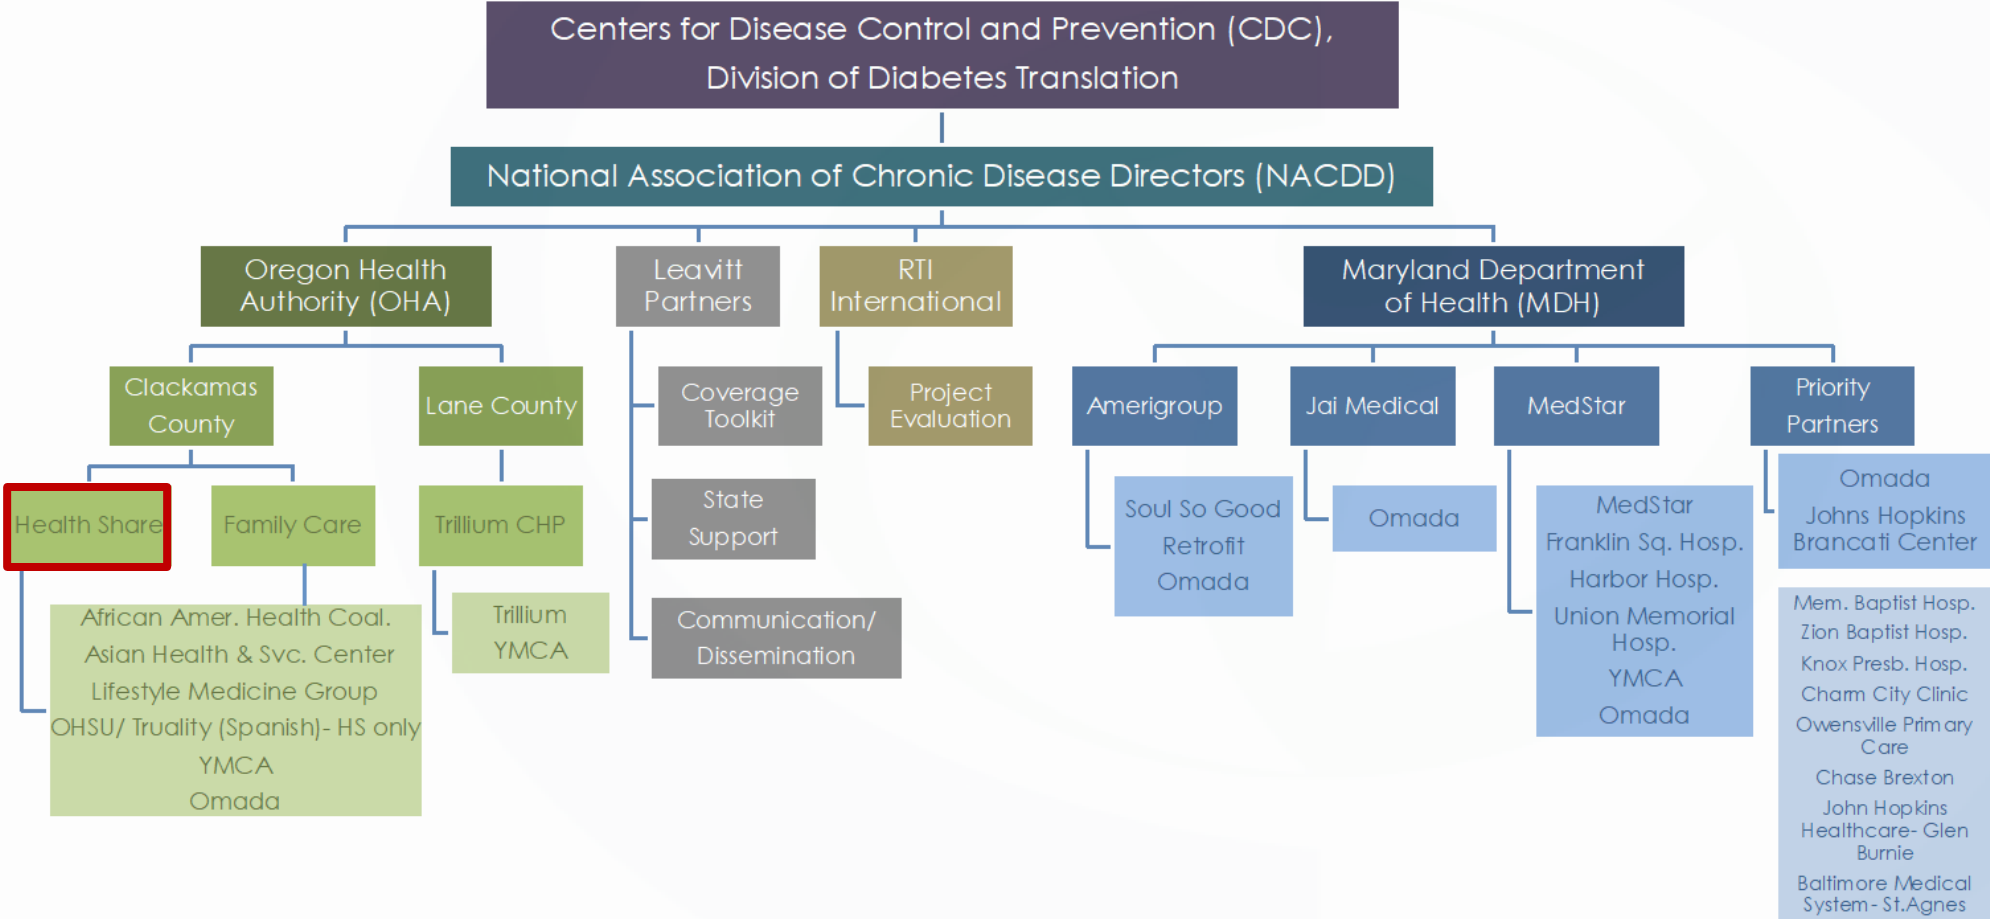 Centers for Disease Control and Prevention (CDC),
Division of Diabetes Translation
National Association of Chronic Disease Directors (NACDD)
Oregon Health
Authority (OHA)
Leavitt
Partners
RTI
International
Maryland Department
of Health (MDH)
Clackamas
County
Lane County
Coverage
Toolkit
Project
Evaluation
Amerigroup
Jai Medical
MedStar
Priority
Partners
Health Share
Family Care
Trillium CHP
State
Support
Soul So Good
Retrofit
Omada
Omada
MedStar
Franklin Sq. Hosp.
Harbor Hosp.
Union Memorial
Hosp.
YMCA
Omada
Omada
Johns Hopkins
Brancati Center
African Amer. Health Coal.
Asian Health & Svc. Center
Lifestyle Medicine Group
OHSU/ Truality (Spanish)- HS only
YMCA
Omada
Trillium
YMCA
Communication/
Dissemination
Mem. Baptist Hosp.
Zion Baptist Hosp.
Knox Presb. Hosp.
Charm City Clinic
Owensville Primary
Care
Chase Brexton
John Hopkins
Healthcare- Glen
Burnie
Baltimore Medical
System- St.Agnes